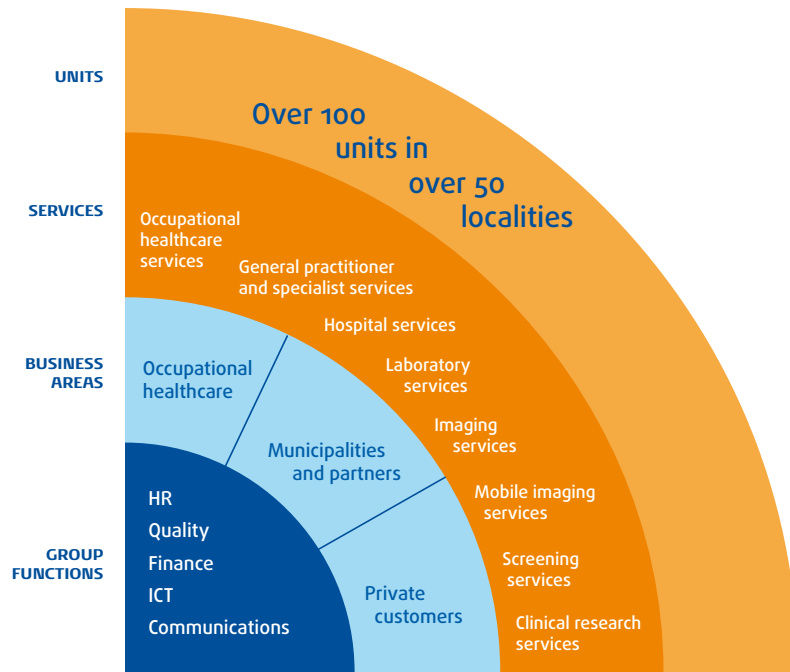 UNITS
Over 100
units in
over 50
localities
SERVICES
Occupational
healthcare
services
General practitioner
and specialist services
Hospital services
Laboratory
services
Imaging
services
Mobile imaging
services
Screening
services
Clinical research
services
BUSINESS
AREAS
Occupational
healthcare
Municipalities
and partners
Private
customers
GROUP
FUNCTIONS
HR
Quality
Finance
ICT
Communications